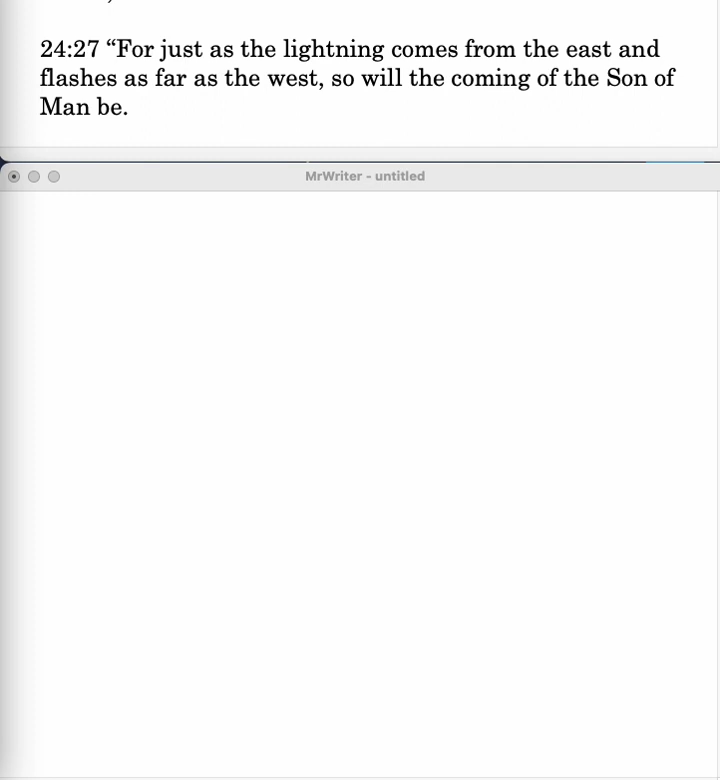 24:27 “For just as the lightning comes from the east and
flashes as far as the west, so will the coming of the Son of
Man be.
MrWriter - untitled